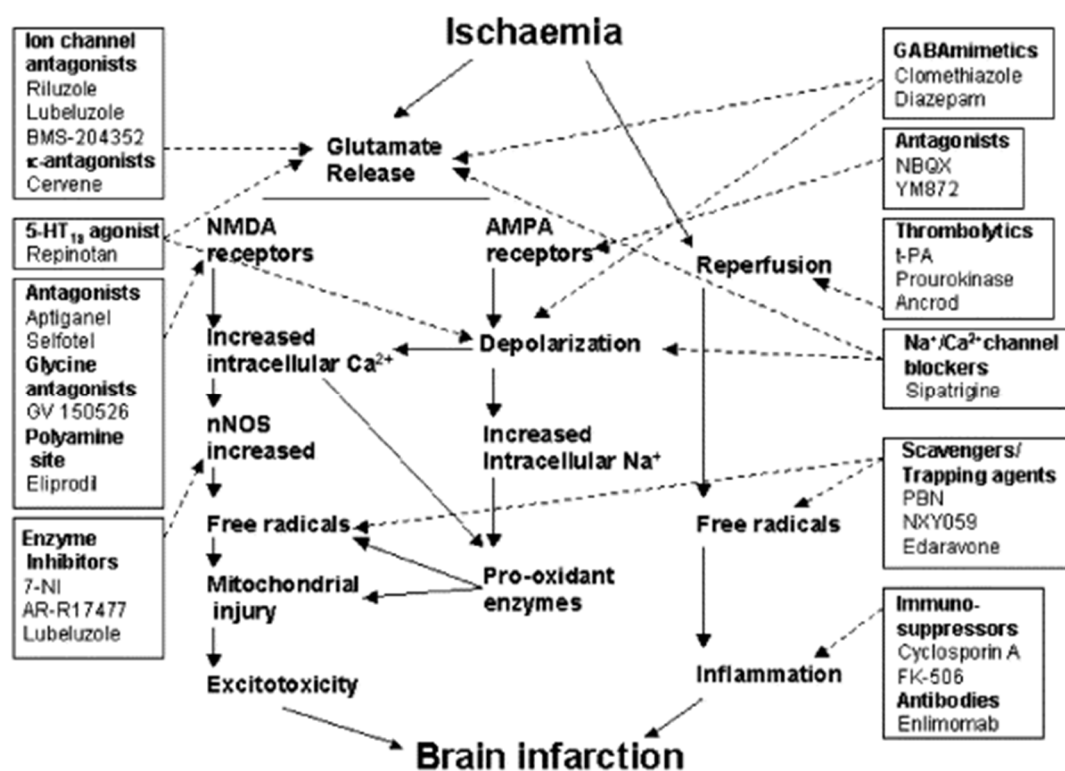 Ischaemia
Ion channel
antagonists
Riluzole
Lubeluzole
BMS-204352
κ-antagonists
Cervene
GABAmimetics
Clomethiazole
Diazepam
Glutamate
Release
Antagonists
NBQX
YM872
5-HT1a agonist
Repinotan
NMDA
receptors
AMPA
receptors
Reperfusion
Thrombolytics
t-PA
Prourokinase
Ancrod
Antagonists
Aptiganel
Selfotel
Glycine
antagonists
GV 150526
Polyamine
site
Eliprodil
Increased
intracellular Ca²⁺
Depolarization
Na⁺/Ca²⁺ channel
blockers
Sipatrigine
nNOS
increased
Increased
Intracellular Na⁺
Scavengers/
Trapping agents
PBN
NXY059
Edaravone
Enzyme
Inhibitors
7-NI
AR-R17477
Lubeluzole
Free radicals
Free radicals
Mitochondrial
injury
Pro-oxidant
enzymes
Immuno-
suppressors
Cyclosporin A
FK-506
Antibodies
Enlimomab
Excitotoxicity
Inflammation
Brain infarction